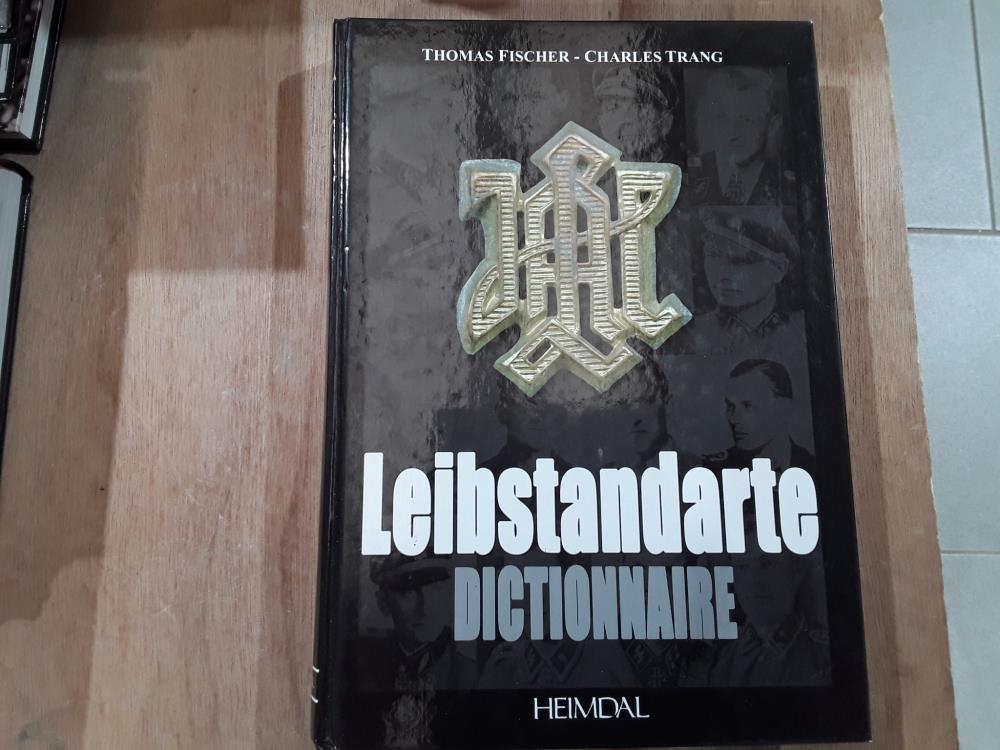 THOMAS FISCHER - CHARLES TRANG
Leibstandarte
DICTIONNAIRE
HEIMDAL